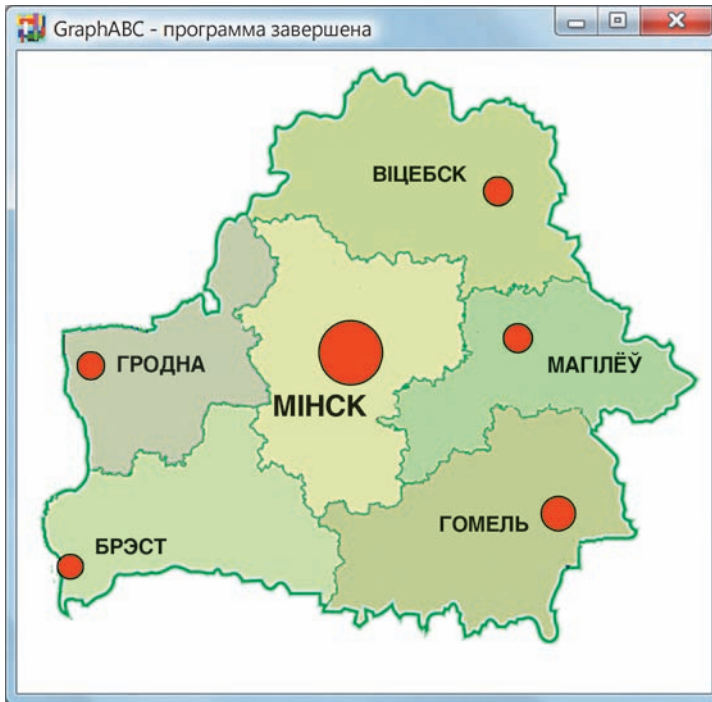 GraphABC - программа завершена
ВІЦЕБСК
ГРОДНА
МАГІЛЁЎ
МІНСК
ГОМЕЛЬ
БРЭСТ